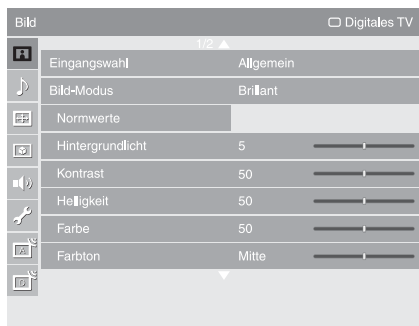 Bild Digitales TV
1/2
Eingangswahl Allgemein
Bild-Modus Brillant
Normwerte
Hintergrundlicht 5
Kontrast 50
Helligkeit 50
Farbe 50
Farbton Mitte
A
D